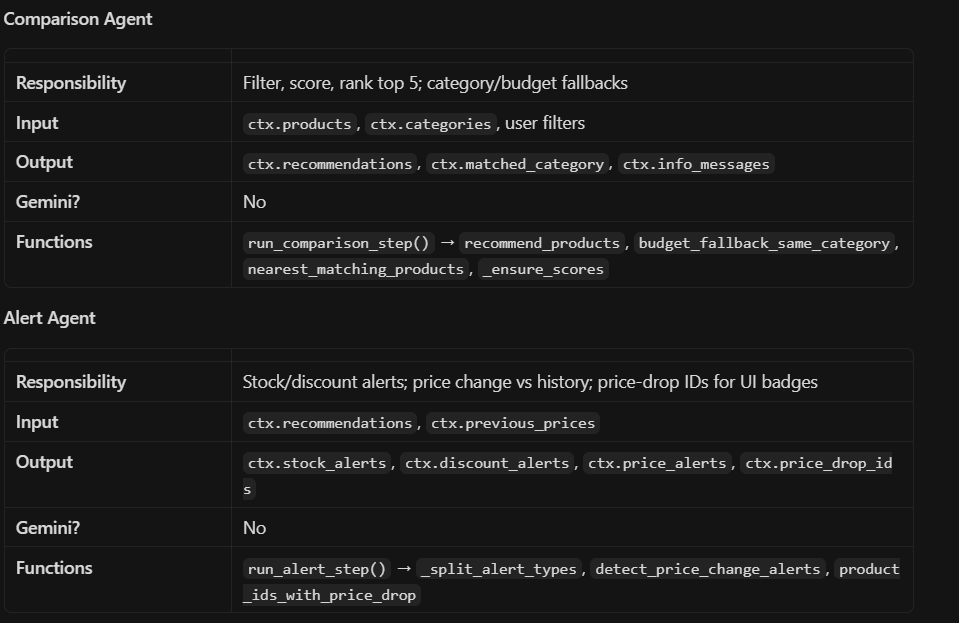 Comparison Agent
Responsibility Filter, score, rank top 5; category/budget fallbacks
Input ctx.products, ctx.categories, user filters
Output ctx.recommendations, ctx.matched_category, ctx.info_messages
Gemini? No
Functions run_comparison_step() → recommend_products, budget_fallback_same_category,
nearest_matching_products, _ensure_scores
Alert Agent
Responsibility Stock/discount alerts; price change vs history; price-drop IDs for UI badges
Input ctx.recommendations, ctx.previous_prices
Output ctx.stock_alerts, ctx.discount_alerts, ctx.price_alerts, ctx.price_drop_id
s
Gemini? No
Functions run_alert_step() → _split_alert_types, detect_price_change_alerts, product
_ids_with_price_drop